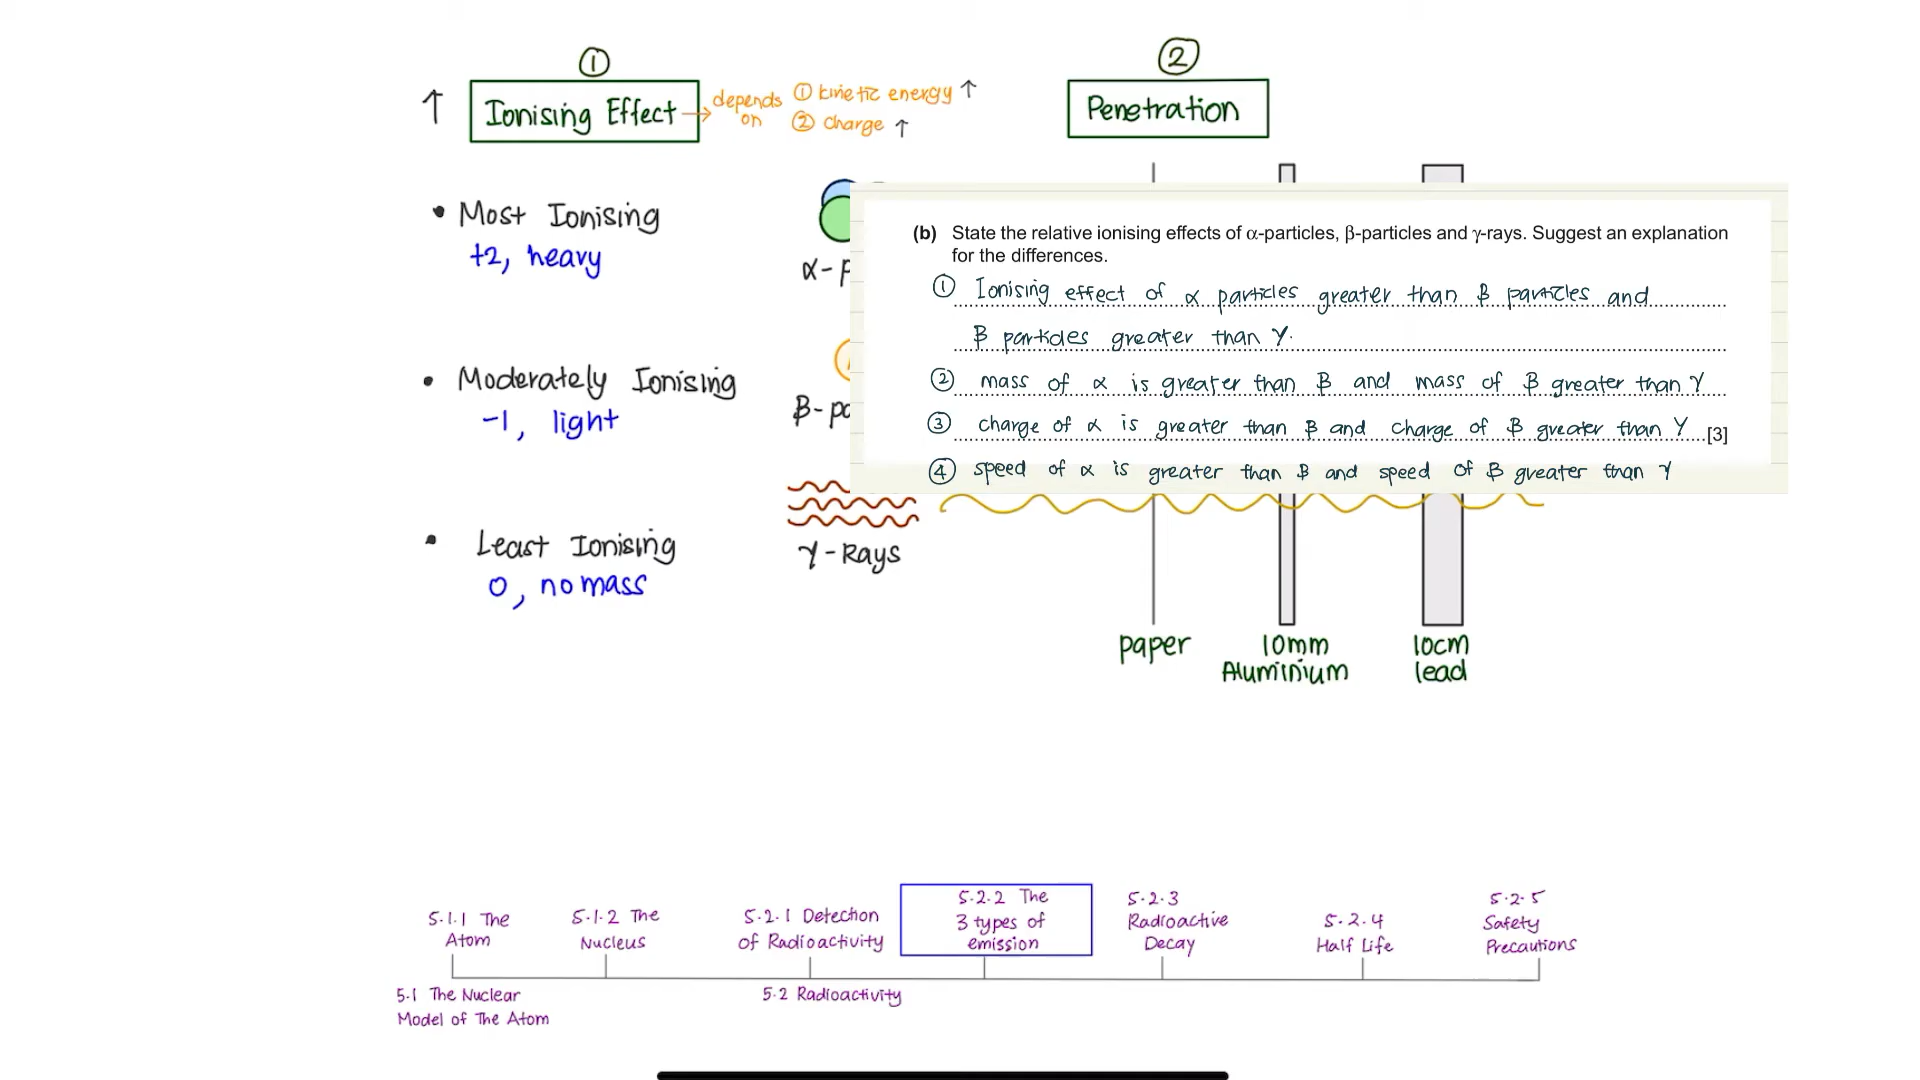 ①
↑ Ionising Effect → depends on ① kinetic energy ↑
② charge ↑
②
Penetration
• Most Ionising
+2, heavy
• Moderately Ionising
-1, light
• Least Ionising
0, no mass
α-
β-
γ-Rays
(b) State the relative ionising effects of α-particles, β-particles and γ-rays. Suggest an explanation
for the differences.
① Ionising effect of α particles greater than β particles and
β particles greater than γ.
② mass of α is greater than β and mass of β greater than γ
③ charge of α is greater than β and charge of β greater than γ [3]
④ speed of α is greater than β and speed of β greater than γ
paper
10mm
Aluminium
10cm
lead
5.1.1 The
Atom
5.1.2 The
Nucleus
5.2.1 Detection
of Radioactivity
5.2.2 The
3 types of
emission
5.2.3
Radioactive
Decay
5.2.4
Half Life
5.2.5
Safety
Precautions
5.1 The Nuclear
Model of The Atom
5.2 Radioactivity